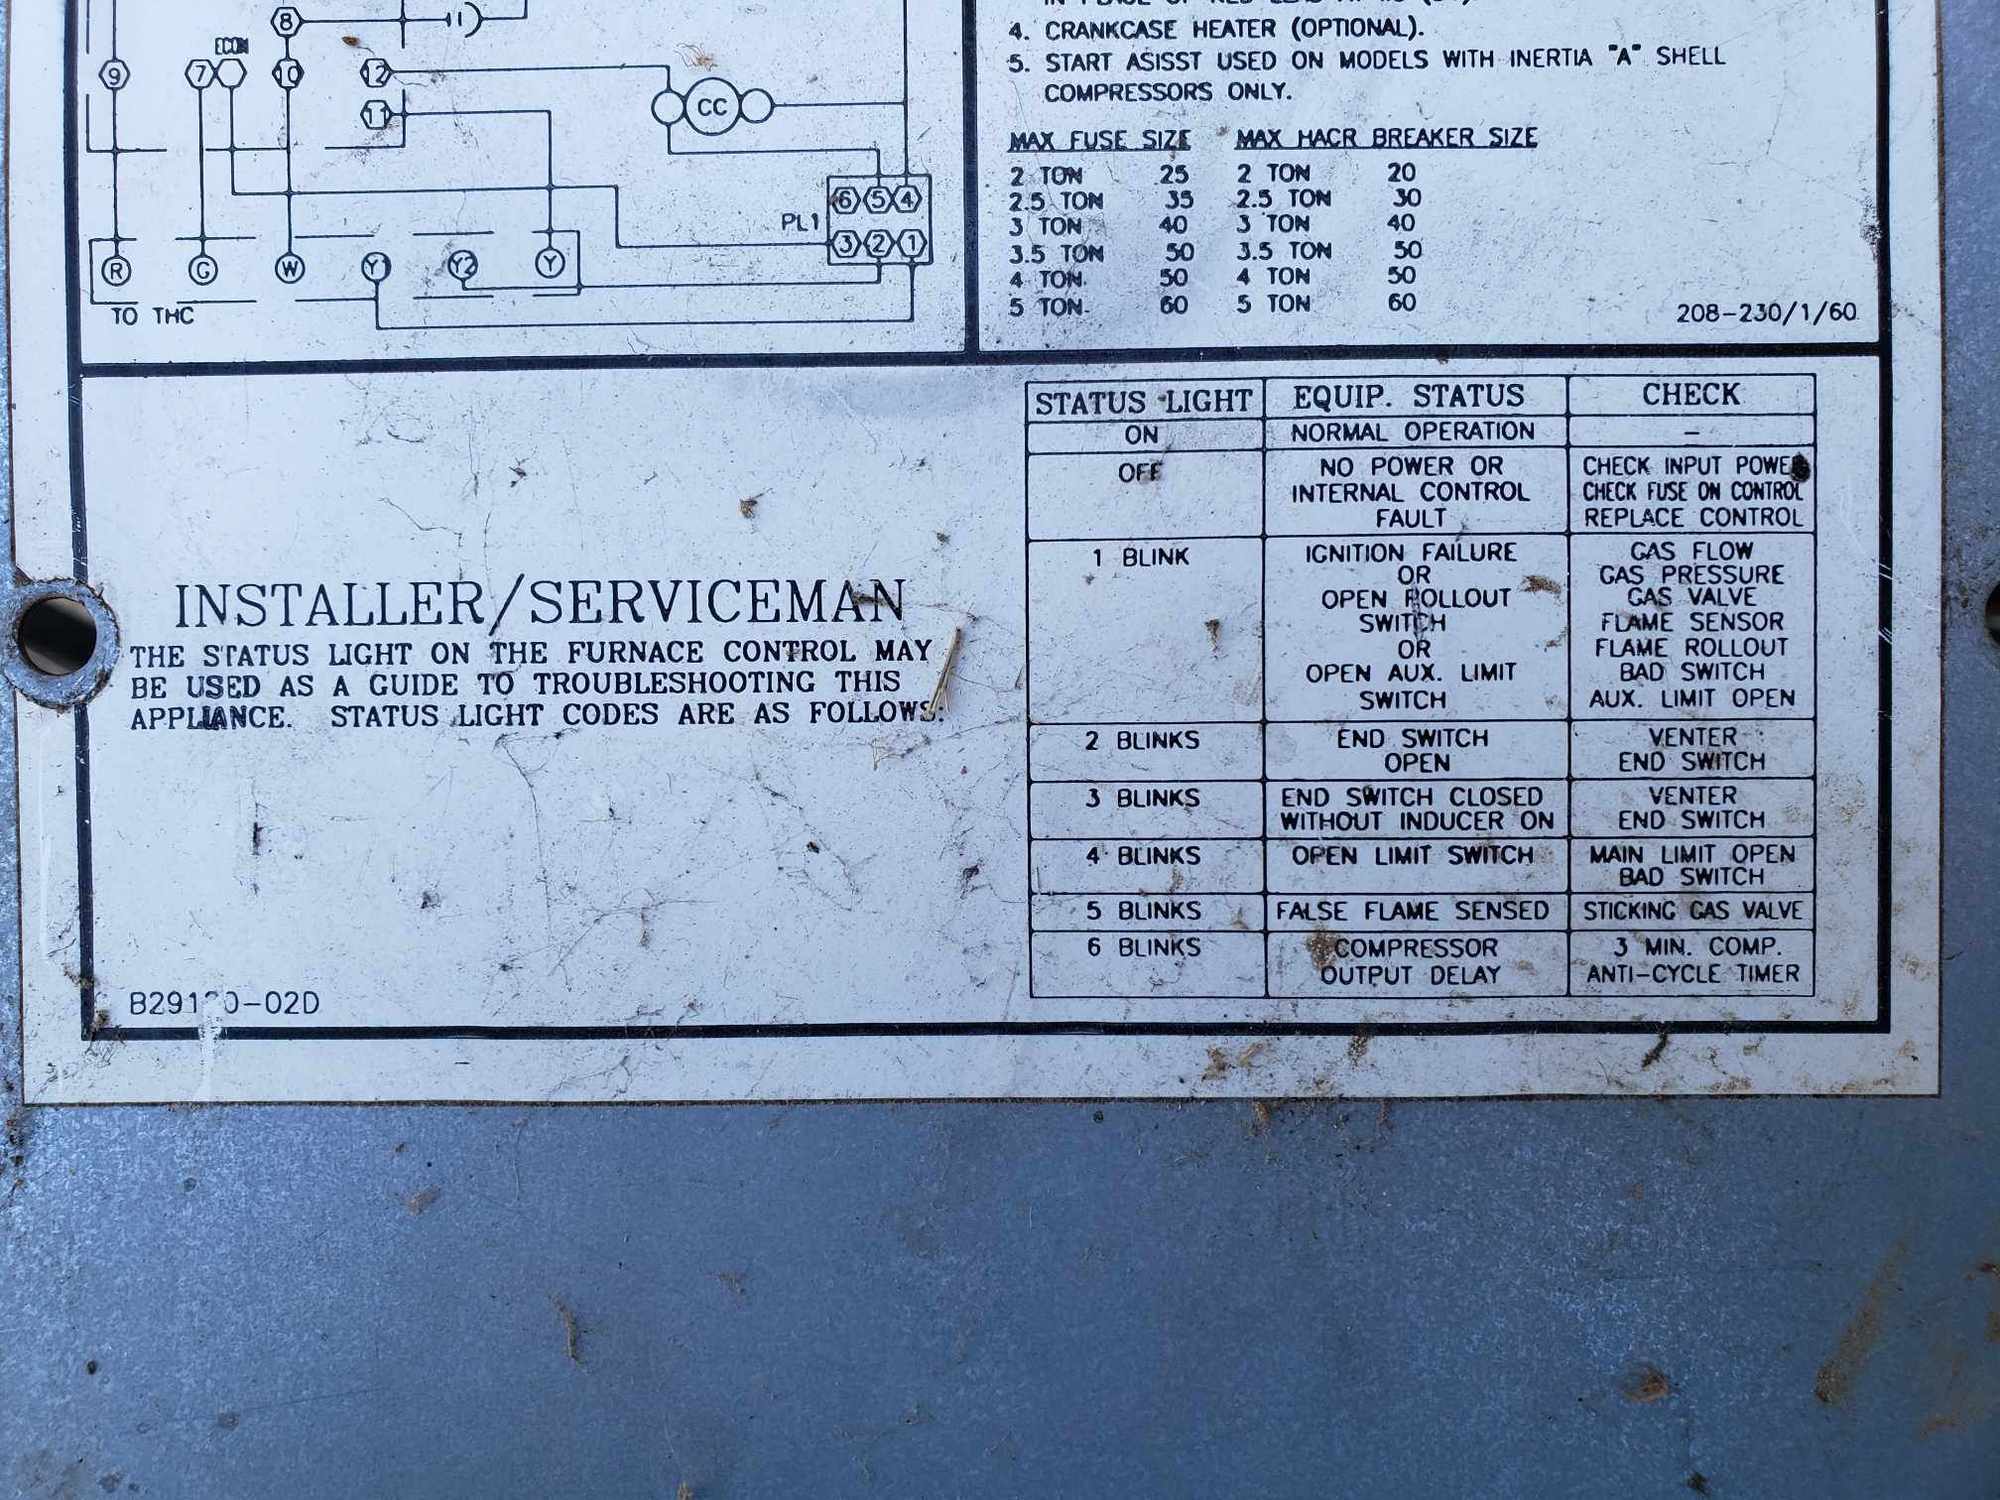 8
ECON
9
7
10
12
11
CC
6 5 4
PL1
3 2 1
R G W Y1 Y2 Y
TO THC
4. CRANKCASE HEATER (OPTIONAL).
5. START ASISST USED ON MODELS WITH INERTIA "A" SHELL
COMPRESSORS ONLY.
MAX FUSE SIZE MAX HACR BREAKER SIZE
2 TON 25 2 TON 20
2.5 TON 35 2.5 TON 30
3 TON 40 3 TON 40
3.5 TON 50 3.5 TON 50
4 TON 50 4 TON 50
5 TON 60 5 TON 60
208-230/1/60
INSTALLER/SERVICEMAN
THE STATUS LIGHT ON THE FURNACE CONTROL MAY
BE USED AS A GUIDE TO TROUBLESHOOTING THIS
APPLIANCE. STATUS LIGHT CODES ARE AS FOLLOWS:
STATUS LIGHT EQUIP. STATUS CHECK
ON NORMAL OPERATION -
OFF NO POWER OR CHECK INPUT POWER
INTERNAL CONTROL CHECK FUSE ON CONTROL
FAULT REPLACE CONTROL
1 BLINK IGNITION FAILURE GAS FLOW
OR GAS PRESSURE
OPEN ROLLOUT GAS VALVE
SWITCH FLAME SENSOR
OR FLAME ROLLOUT
OPEN AUX. LIMIT BAD SWITCH
SWITCH AUX. LIMIT OPEN
2 BLINKS END SWITCH VENTER
OPEN END SWITCH
3 BLINKS END SWITCH CLOSED VENTER
WITHOUT INDUCER ON END SWITCH
4 BLINKS OPEN LIMIT SWITCH MAIN LIMIT OPEN
BAD SWITCH
5 BLINKS FALSE FLAME SENSED STICKING GAS VALVE
6 BLINKS COMPRESSOR 3 MIN. COMP.
OUTPUT DELAY ANTI-CYCLE TIMER